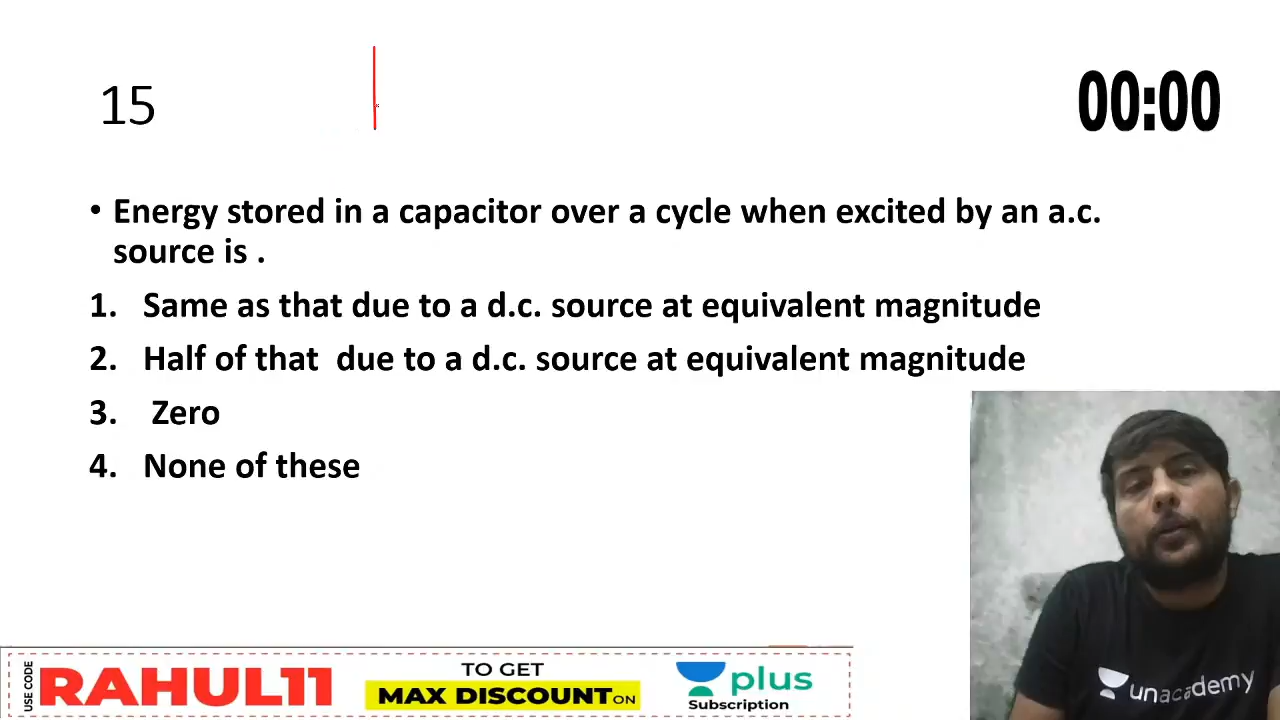 15
00:00
• Energy stored in a capacitor over a cycle when excited by an a.c.
source is .
1. Same as that due to a d.c. source at equivalent magnitude
2. Half of that due to a d.c. source at equivalent magnitude
3. Zero
4. None of these
unacademy
USE CODE
RAHUL11
TO GET
MAX DISCOUNT ON
plus
Subscription